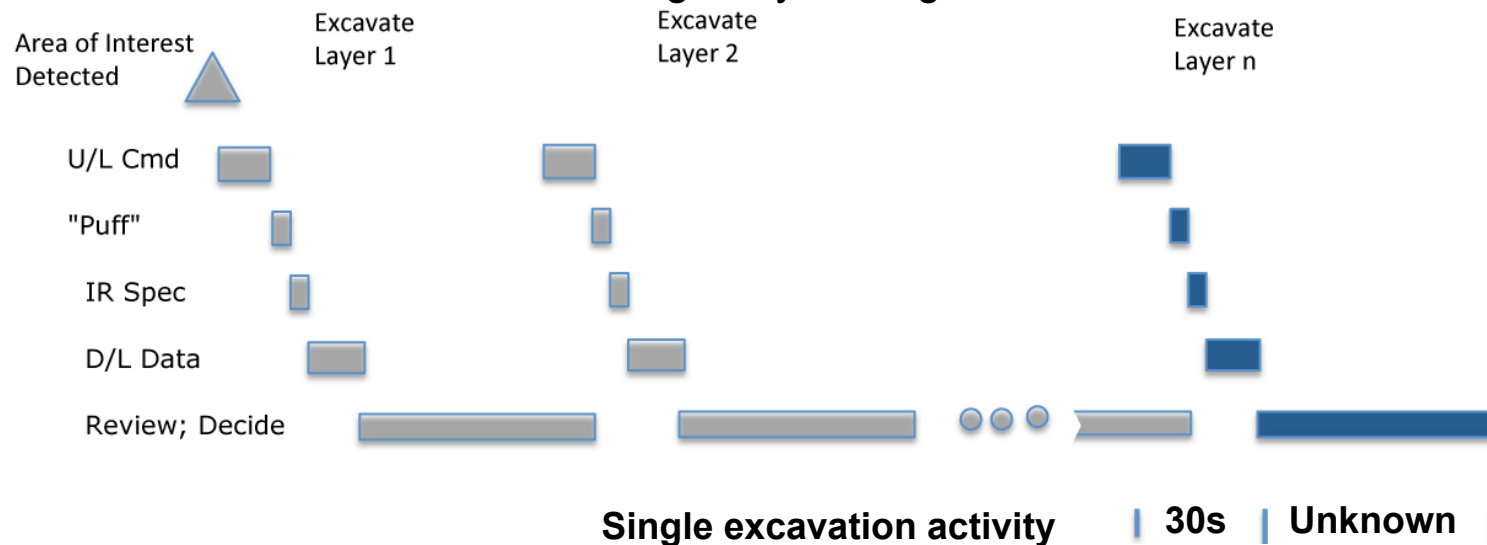 Area of Interest
Detected
Excavate
Layer 1
Excavate
Layer 2
Excavate
Layer n
U/L Cmd
"Puff"
IR Spec
D/L Data
Review; Decide
Single excavation activity
30s
Unknown